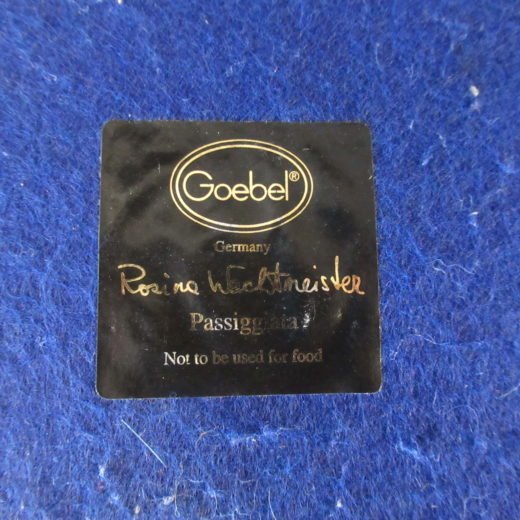 Goebel®
Germany
Rosina Wachtmeister
Passiggiata
Not to be used for food